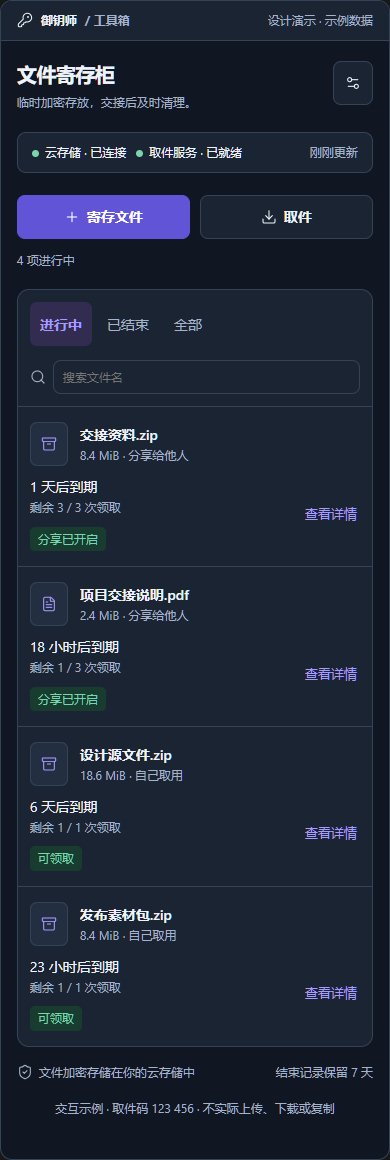 御钥师 / 工具箱 设计演示 · 示例数据
文件寄存柜
临时加密存放，交接后及时清理。
云存储 · 已连接 取件服务 · 已就绪 刚刚更新
寄存文件 取件
4 项进行中
进行中 已结束 全部
搜索文件名
交接资料.zip
8.4 MiB · 分享给他人
1 天后到期
剩余 3 / 3 次领取
查看详情
分享已开启
项目交接说明.pdf
2.4 MiB · 分享给他人
18 小时后到期
剩余 1 / 3 次领取
查看详情
分享已开启
设计源文件.zip
18.6 MiB · 自己取用
6 天后到期
剩余 1 / 1 次领取
查看详情
可领取
发布素材包.zip
8.4 MiB · 自己取用
23 小时后到期
剩余 1 / 1 次领取
查看详情
可领取
文件加密存储在你的云存储中 结束记录保留 7 天
交互示例 · 取件码 123 456 · 不实际上传、下载或复制